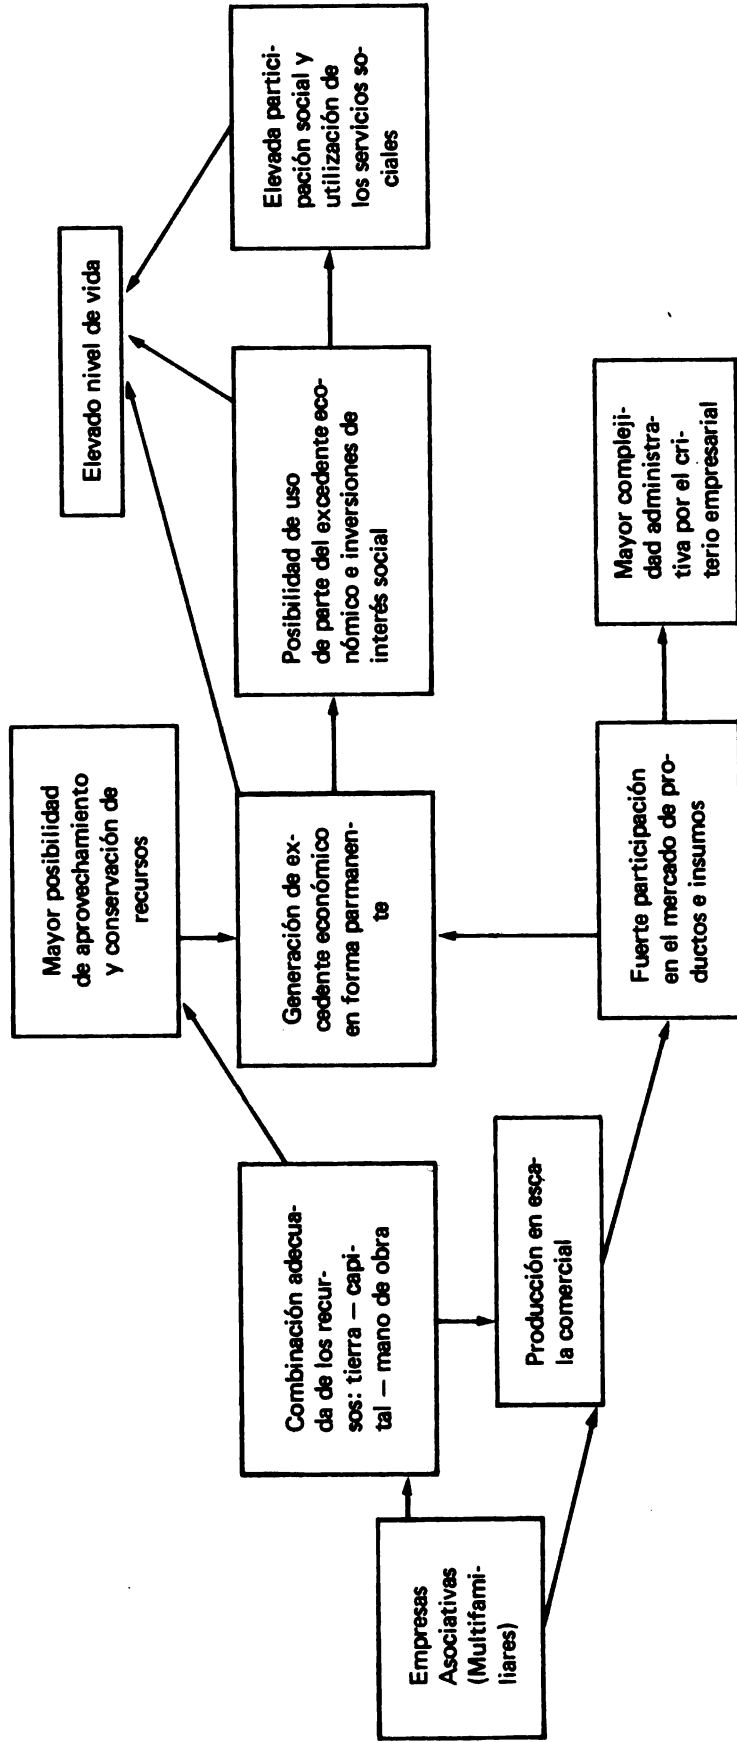 Empresas
Asociativas
(Multifami-
liares)
Combinación adecua-
da de los recur-
sos: tierra — capi-
tal — mano de obra
Producción en esca-
la comercial
Mayor posibilidad
de aprovechamiento
y conservación de
recursos
Generación de ex-
cedente económico
en forma parmanen-
te
Fuerte participación
en el mercado de pro-
ductos e insumos
Posibilidad de uso
de parte del excedente eco-
nómico e inversiones de
interés social
Mayor compleji-
dad administra-
tiva por el cri-
terio empresarial
Elevado nivel de vida
Elevada partici-
pación social y
utilización de
los servicios so-
ciales